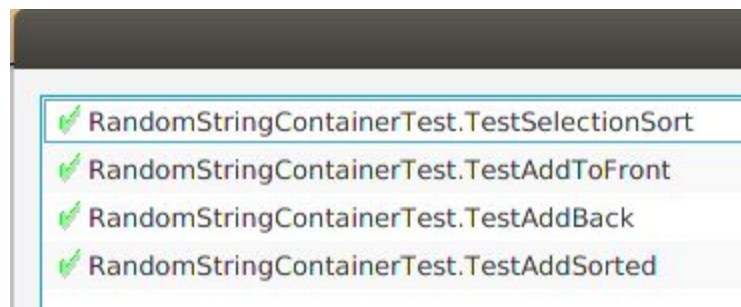 RandomStringContainerTest.TestSelectionSort
RandomStringContainerTest.TestAddToFront
RandomStringContainerTest.TestAddBack
RandomStringContainerTest.TestAddSorted